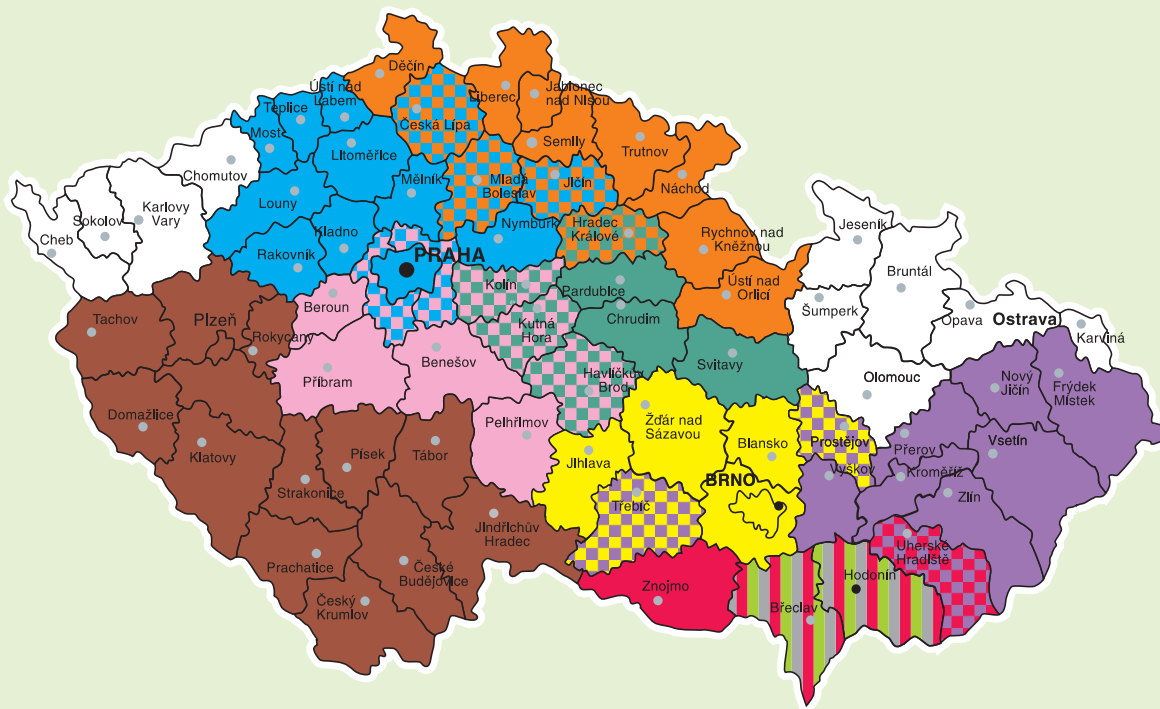 Děčín
Ústí nad
Labem
Liberec
Jablonec
nad Nisou
Teplice
Česká Lípa
Most
Semily
Trutnov
Litoměřice
Chomutov
Mělník
Mladá
Boleslav
Jičín
Náchod
Karlovy
Vary
Sokolov
Louny
Cheb
Kladno
Nymburk
Hradec
Králové
Rychnov nad
Kněžnou
Jeseník
Rakovník
PRAHA
Bruntál
Kolín
Pardubice
Ústí nad
Orlicí
Beroun
Šumperk
Opava
Ostrava
Karviná
Tachov
Plzeň
Rokycany
Kutná
Hora
Chrudim
Benešov
Svitavy
Příbram
Havlíčkův
Brod
Olomouc
Nový
Jičín
Frýdek
Místek
Domažlice
Pelhřimov
Žďár nad
Sázavou
Blansko
Prostějov
Přerov
Vsetín
Klatovy
Písek
Tábor
Jihlava
Vyškov
Kroměříž
Strakonice
BRNO
Zlín
Třebíč
Jindřichův
Hradec
Uherské
Hradiště
Prachatice
České
Budějovice
Hodonín
Znojmo
Český
Krumlov
Břeclav